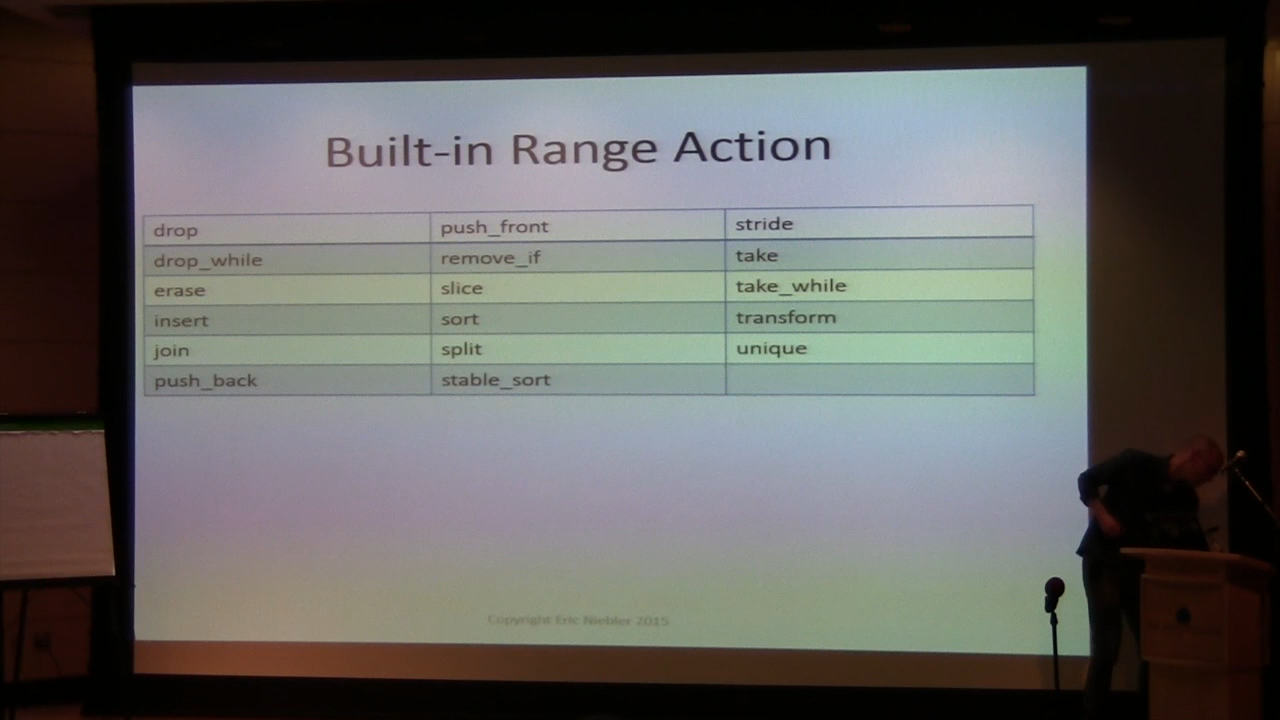 Built-in Range Action
drop push_front stride
drop_while remove_if take
erase slice take_while
insert sort transform
join split unique
push_back stable_sort
Copyright Eric Niebler 2015